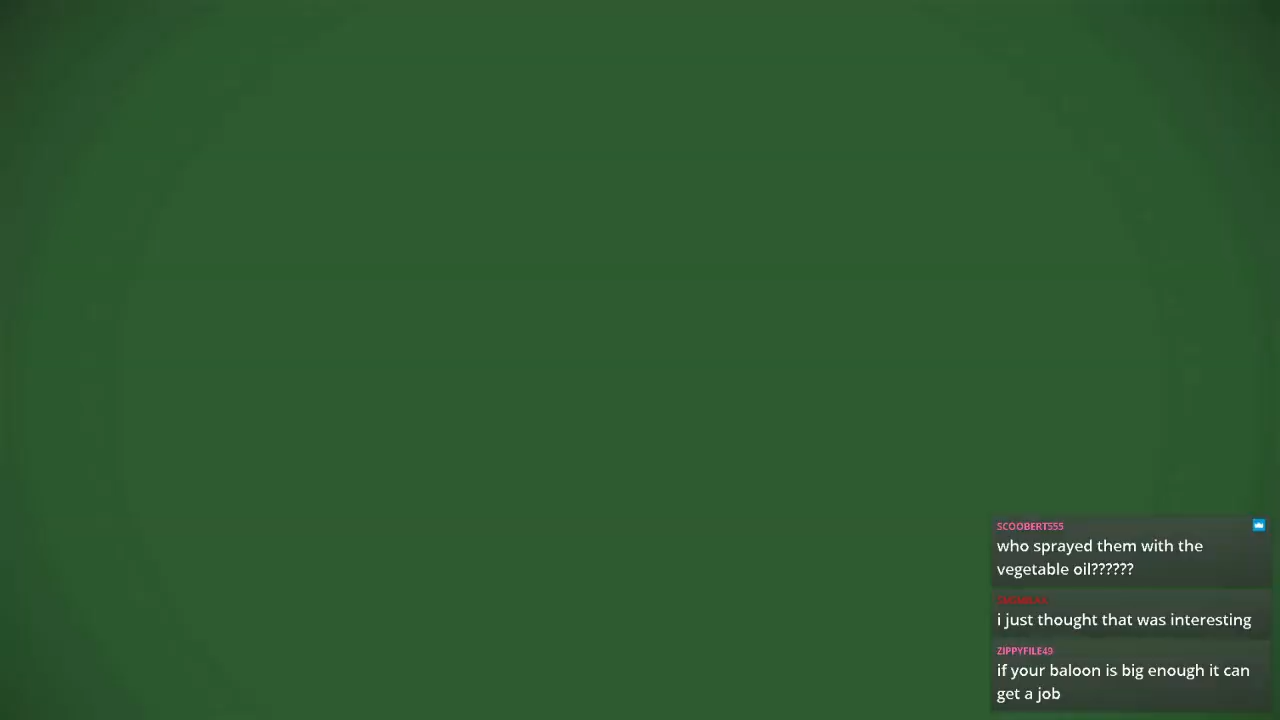 SCOOBERT555
who sprayed them with the
vegetable oil??????
i just thought that was interesting
ZIPPYFILE49
if your baloon is big enough it can
get a job